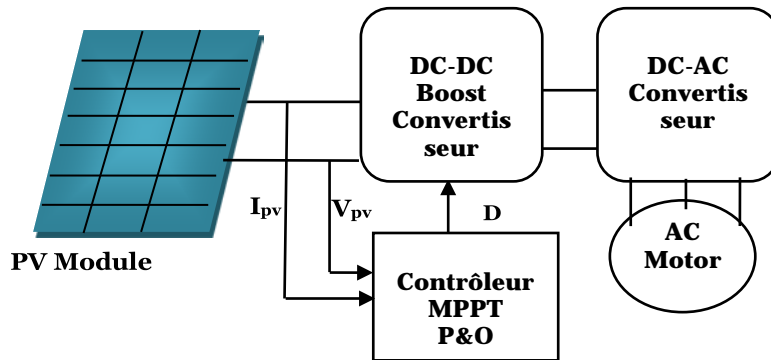 DC-DC
Boost
Convertis
seur
DC-AC
Convertis
seur
Ipv
Vpv
D
PV Module
Contrôleur
MPPT
P&O
AC
Motor